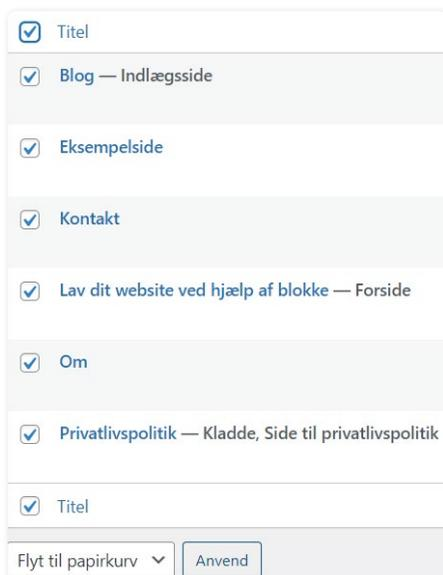 Titel
Blog — Indlægsside
Eksempelside
Kontakt
Lav dit website ved hjælp af blokke — Forside
Om
Privatlivspolitik — Kladde, Side til privatlivspolitik
Titel
Flyt til papirkurv Anvend